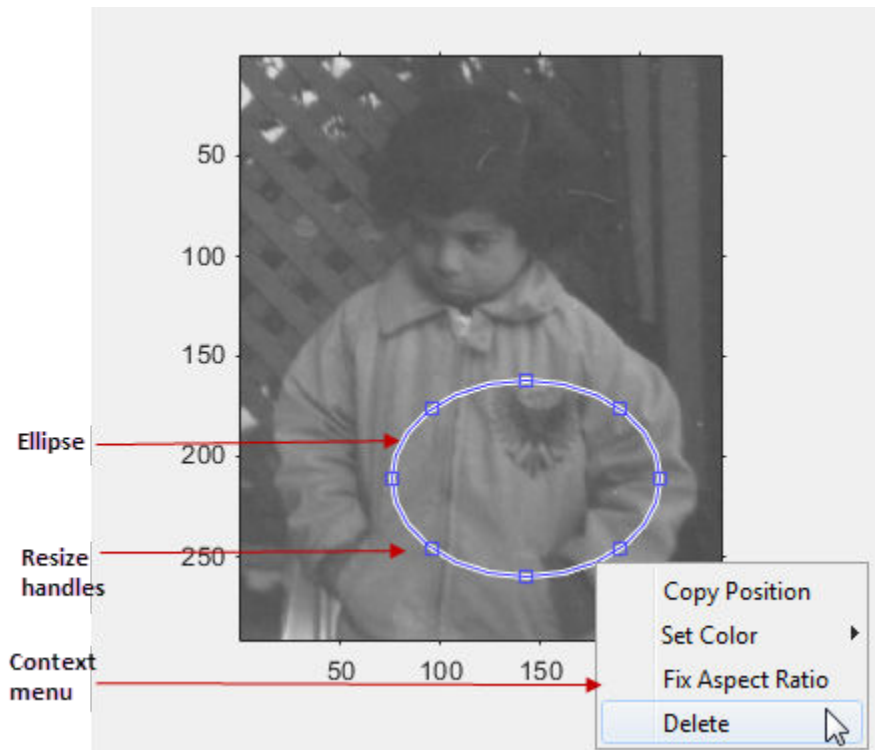 50
100
150
Ellipse
200
Resize
handles
250
Context
menu
50
100
150
Copy Position
Set Color
Fix Aspect Ratio
Delete